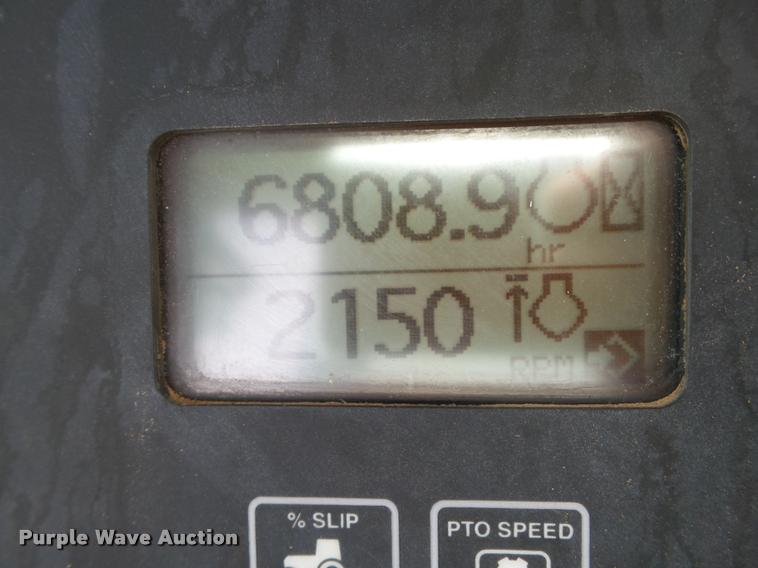 6808.9
hr
2150
RPM
% SLIP
PTO SPEED
Purple Wave Auction